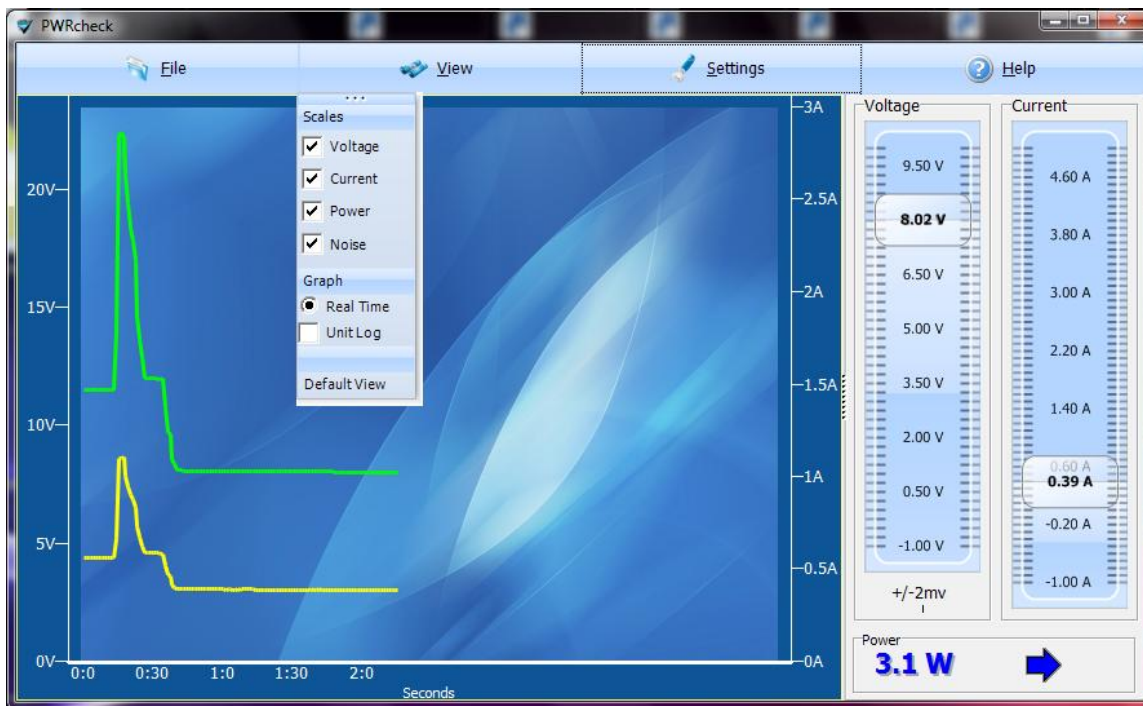 PWRcheck
File View Settings Help
Scales
Voltage
Current
Power
Noise
Graph
Real Time
Unit Log
Default View
20V
15V
10V
5V
0V
3A
2.5A
2A
1.5A
1A
0.5A
0A
0:0 0:30 1:0 1:30 2:0
Seconds
Voltage
9.50 V
8.02 V
6.50 V
5.00 V
3.50 V
2.00 V
0.50 V
-1.00 V
+/-2mv
Current
4.60 A
3.80 A
3.00 A
2.20 A
1.40 A
0.60 A
0.39 A
-0.20 A
-1.00 A
Power
3.1 W